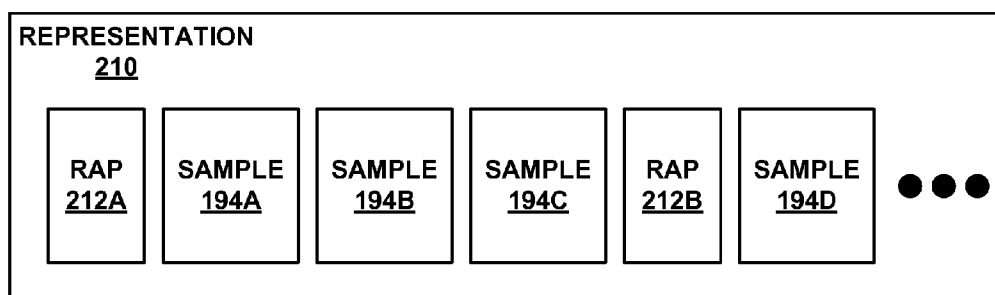 REPRESENTATION
210
RAP
212A
SAMPLE
194A
SAMPLE
194B
SAMPLE
194C
RAP
212B
SAMPLE
194D